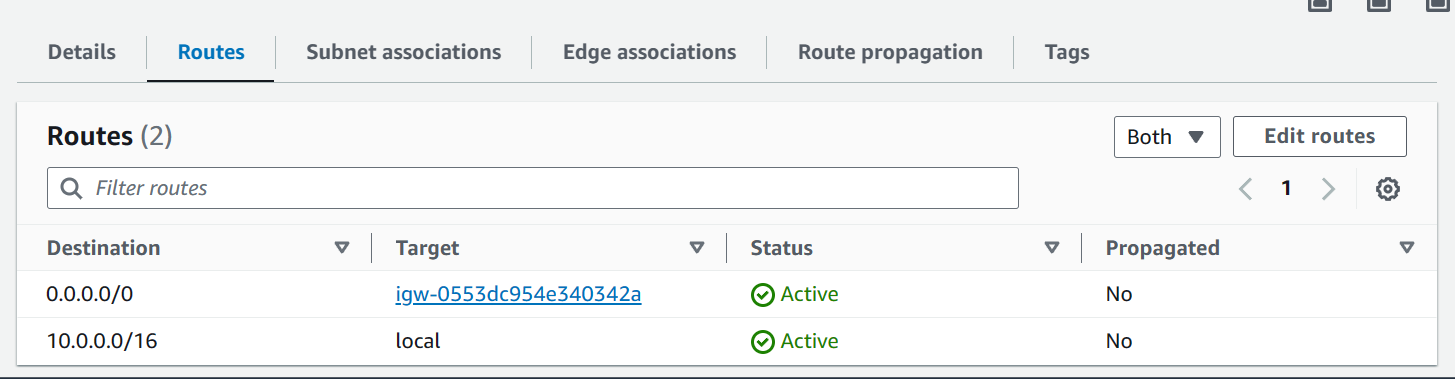 Details Routes Subnet associations Edge associations Route propagation Tags
Routes (2) Both Edit routes
Filter routes 1
Destination Target Status Propagated
0.0.0.0/0 igw-0553dc954e340342a Active No
10.0.0.0/16 local Active No